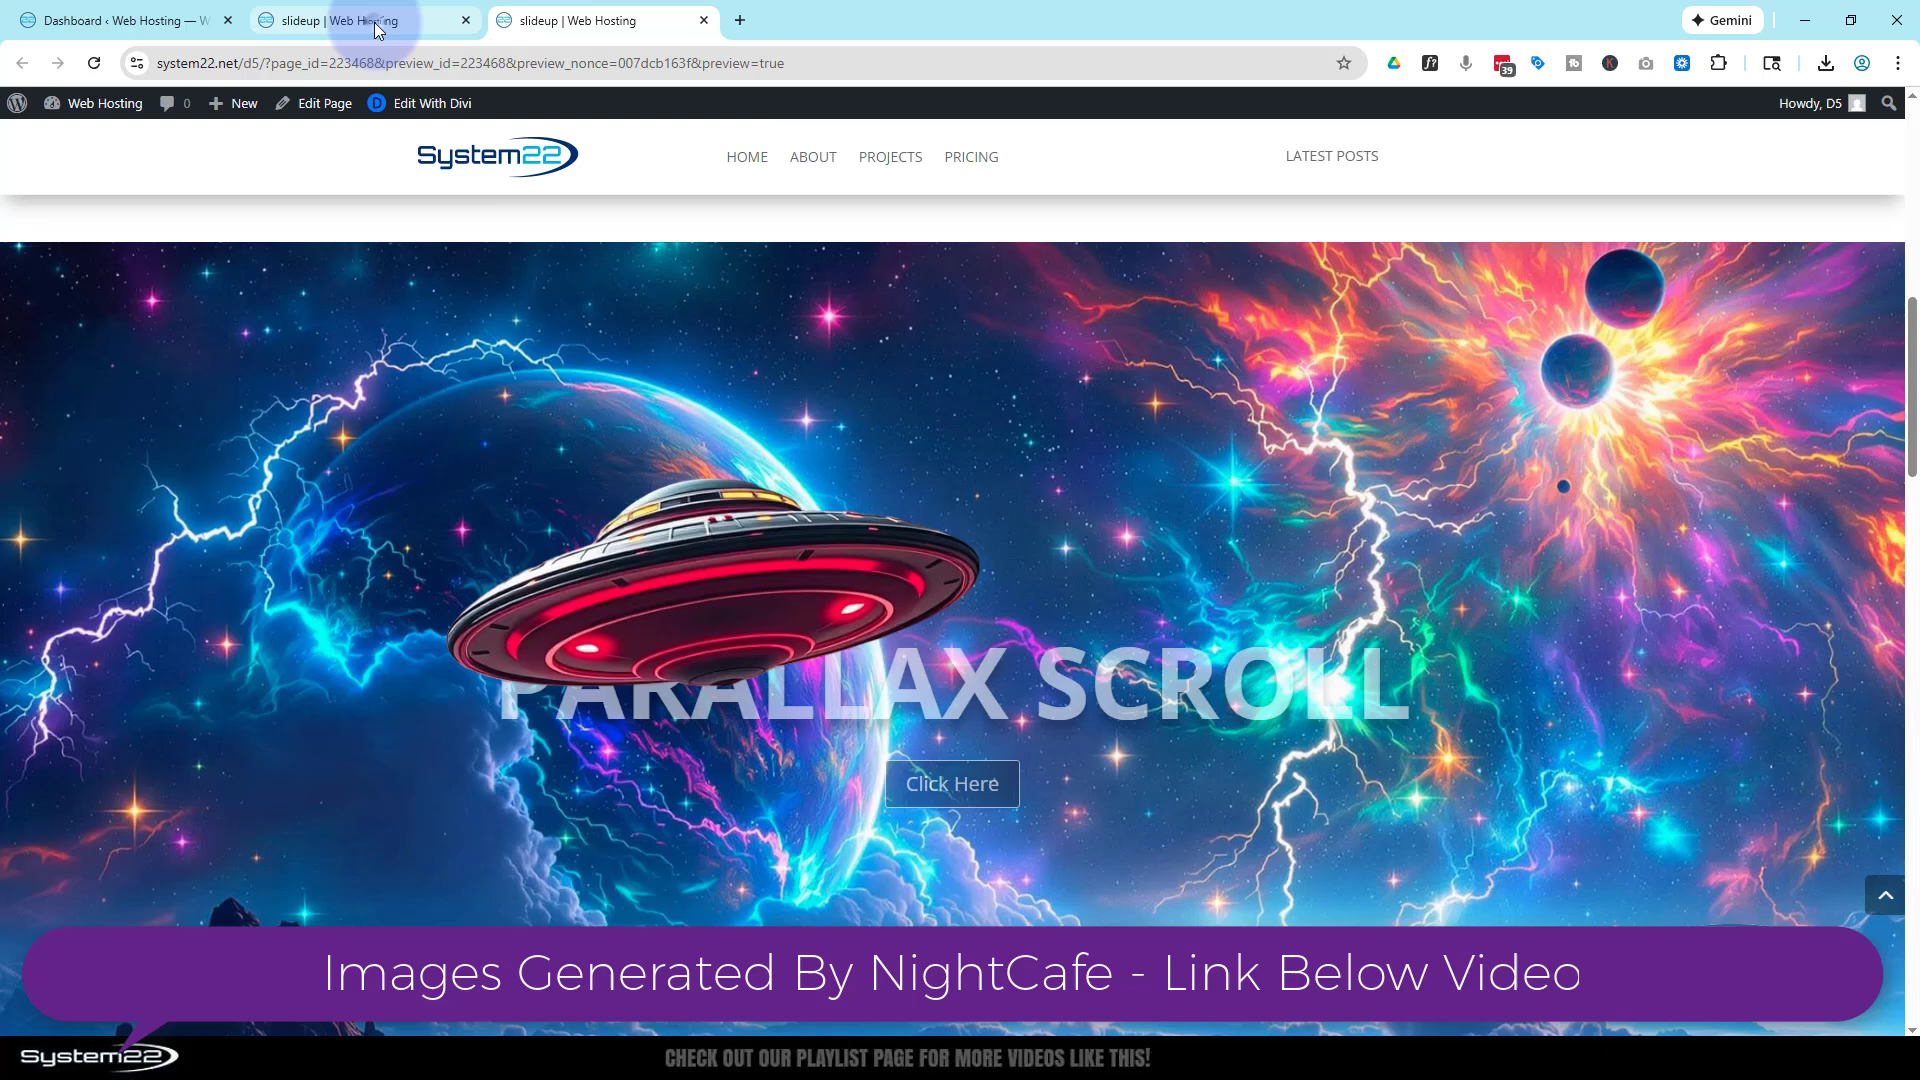 Dashboard ‹ Web Hosting — W
slideup | Web Hosting
slideup | Web Hosting
Gemini
system22.net/d5/?page_id=223468&preview_id=223468&preview_nonce=007dcb163f&preview=true
39
Web Hosting
0
New
Edit Page
D
Edit With Divi
Howdy, D5
System22
HOME
ABOUT
PROJECTS
PRICING
LATEST POSTS
PARALLAX SCROLL
Click Here
Images Generated By NightCafe - Link Below Video
System22
CHECK OUT OUR PLAYLIST PAGE FOR MORE VIDEOS LIKE THIS!